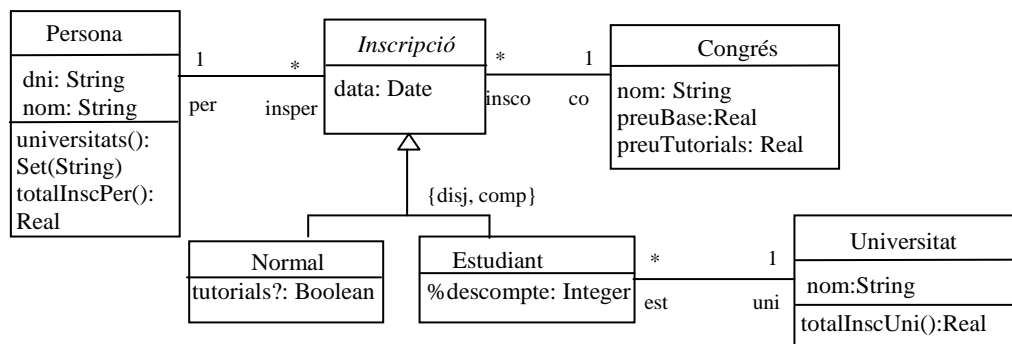 Persona
dni: String
nom: String
universitats():
Set(String)
totalInscPer():
Real
1
per
*
insper
Inscripció
data: Date
*
insco
1
co
Congrés
nom: String
preuBase:Real
preuTutorials: Real
{disj, comp}
Normal
tutorials?: Boolean
Estudiant
%descompte: Integer
*
est
1
uni
Universitat
nom:String
totalInscUni():Real